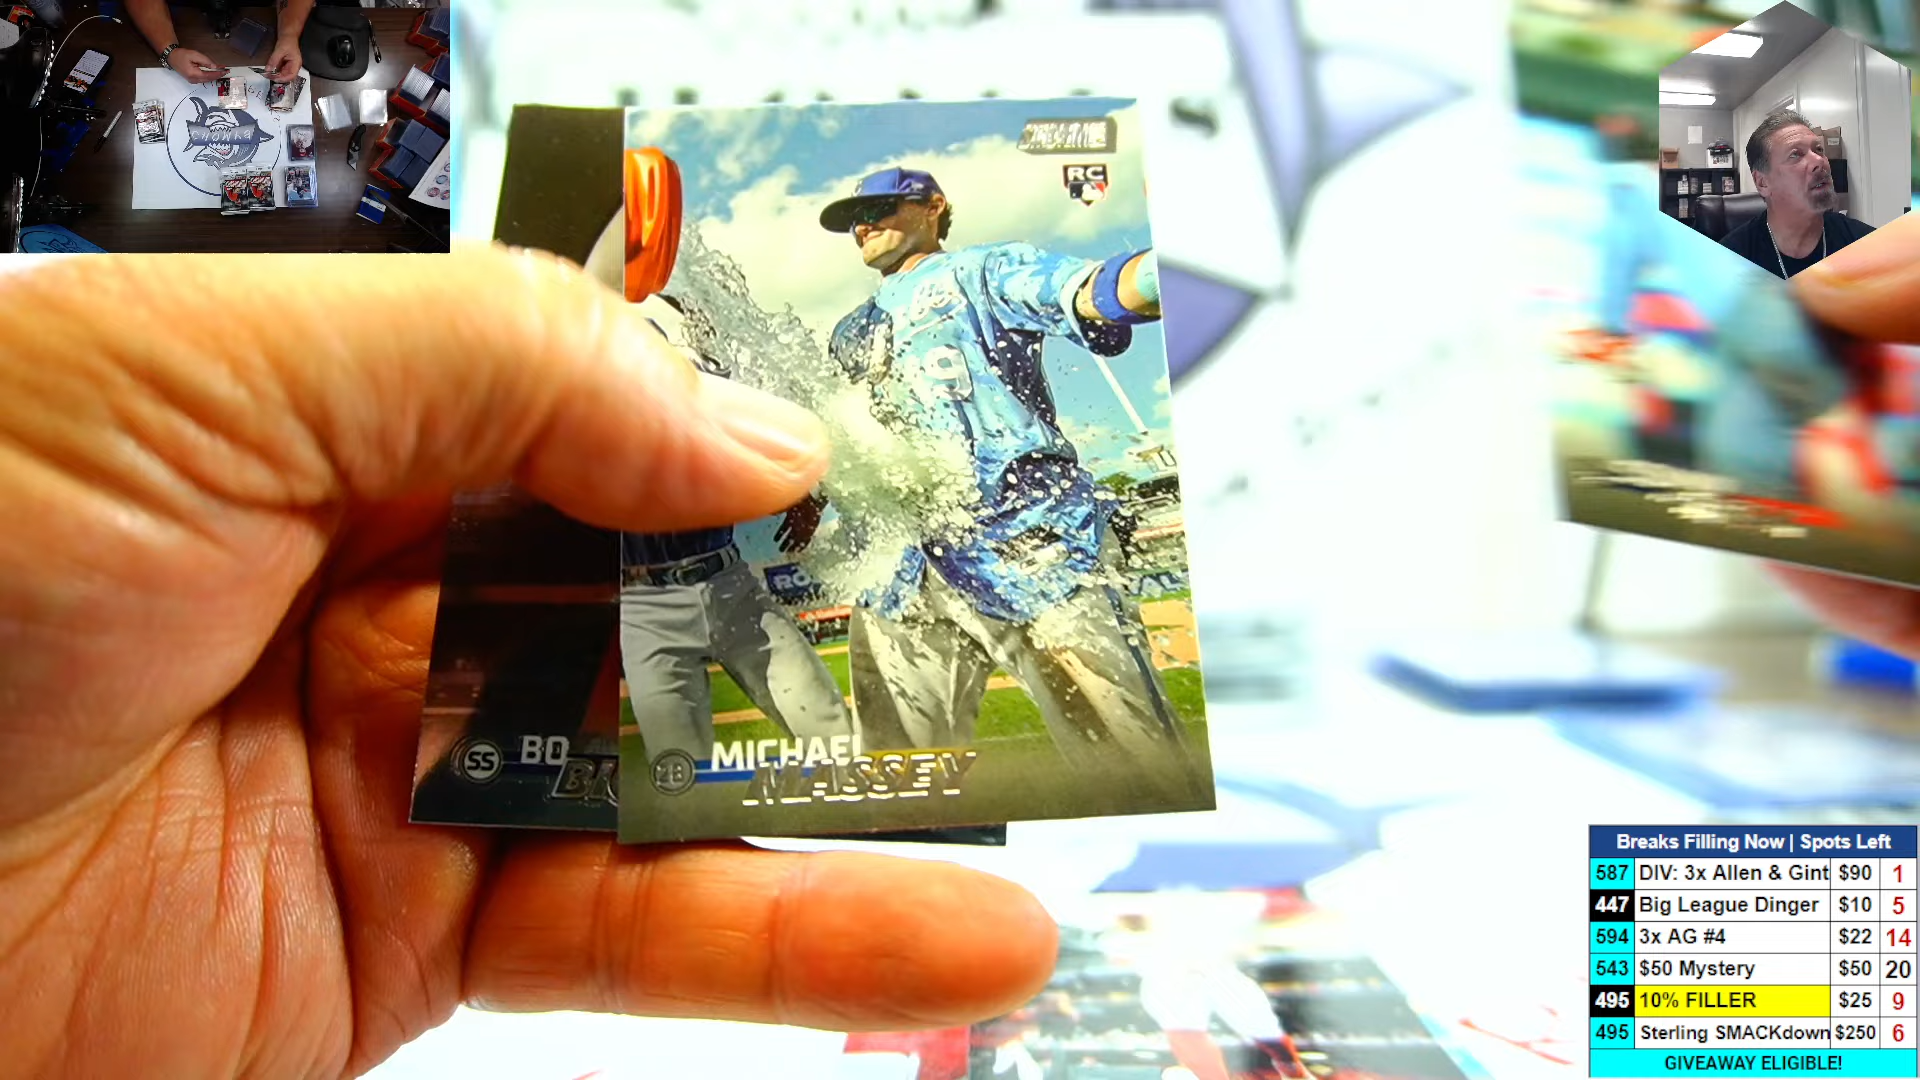 RC
9
SS
BO
2B
MICHAEL
MASSEY
Breaks Filling Now | Spots Left
587 DIV: 3x Allen & Gint $90 1
447 Big League Dinger $10 5
594 3x AG #4 $22 14
543 $50 Mystery $50 20
495 10% FILLER $25 9
495 Sterling SMACKdown $250 6
GIVEAWAY ELIGIBLE!